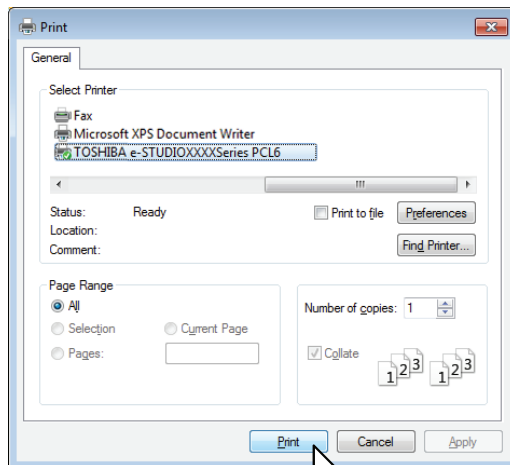 Print
General
Select Printer
Fax
Microsoft XPS Document Writer
TOSHIBA e-STUDIOXXXXSeries PCL6
Status: Ready
Print to file
Preferences
Location:
Comment:
Find Printer...
Page Range
All
Selection
Current Page
Pages:
Number of copies: 1
Collate
1 2 3 1 2 3
Print Cancel Apply